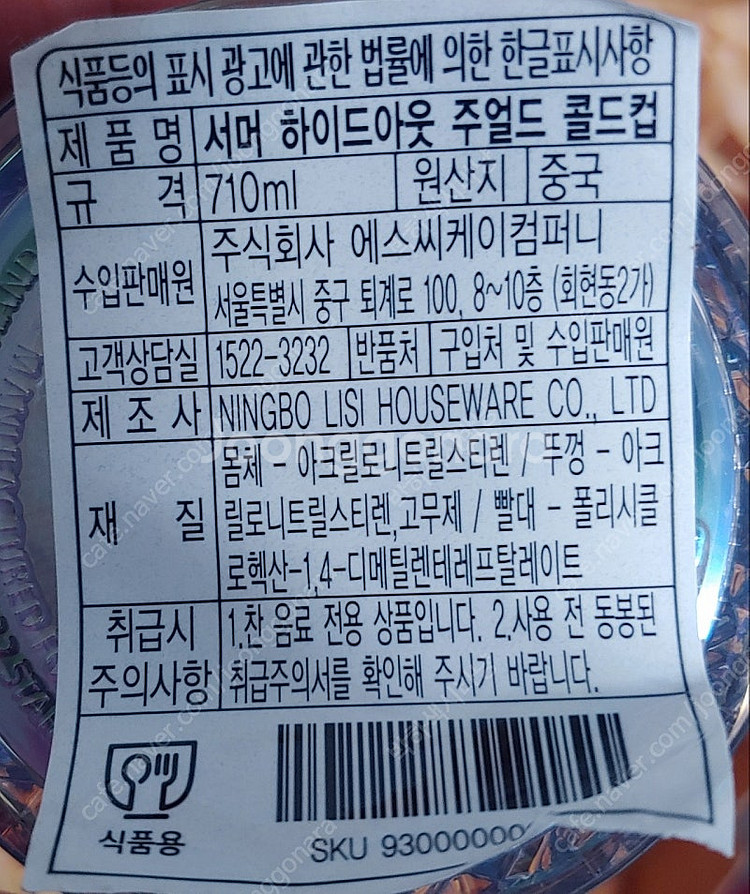 식품등의 표시 광고에 관한 법률에 의한 한글표시사항
제 품 명 서머 하이드아웃 주얼드 콜드컵
규 격 710ml 원산지 중국
수입판매원 주식회사 에스씨케이컴퍼니
서울특별시 중구 퇴계로 100, 8~10층 (회현동2가)
고객상담실 1522-3232 반품처 구입처 및 수입판매원
제 조 사 NINGBO LISI HOUSEWARE CO., LTD
재 질 몸체 - 아크릴로니트릴스티렌 / 뚜껑 - 아크
릴로니트릴스티렌,고무제 / 빨대 - 폴리시클
로헥산-1,4-디메틸렌테레프탈레이트
취급시 주의사항 1.찬 음료 전용 상품입니다. 2.사용 전 동봉된
취급주의서를 확인해 주시기 바랍니다.
식품용
SKU 93000000
Joonggonara
cafe.naver.com/joonggonara